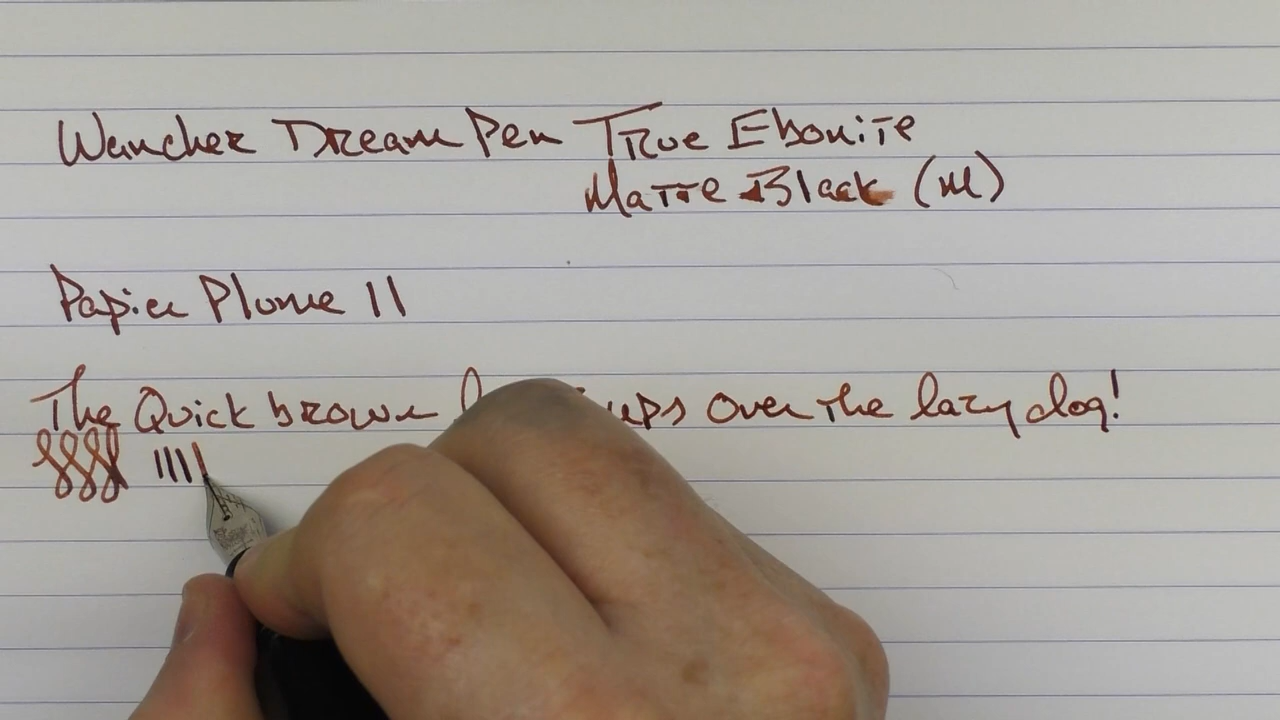 Wancher Dream Pen True Ebonite
Matte Black (M)
Papier Plume 11
The Quick brown ups over the lazy dog!